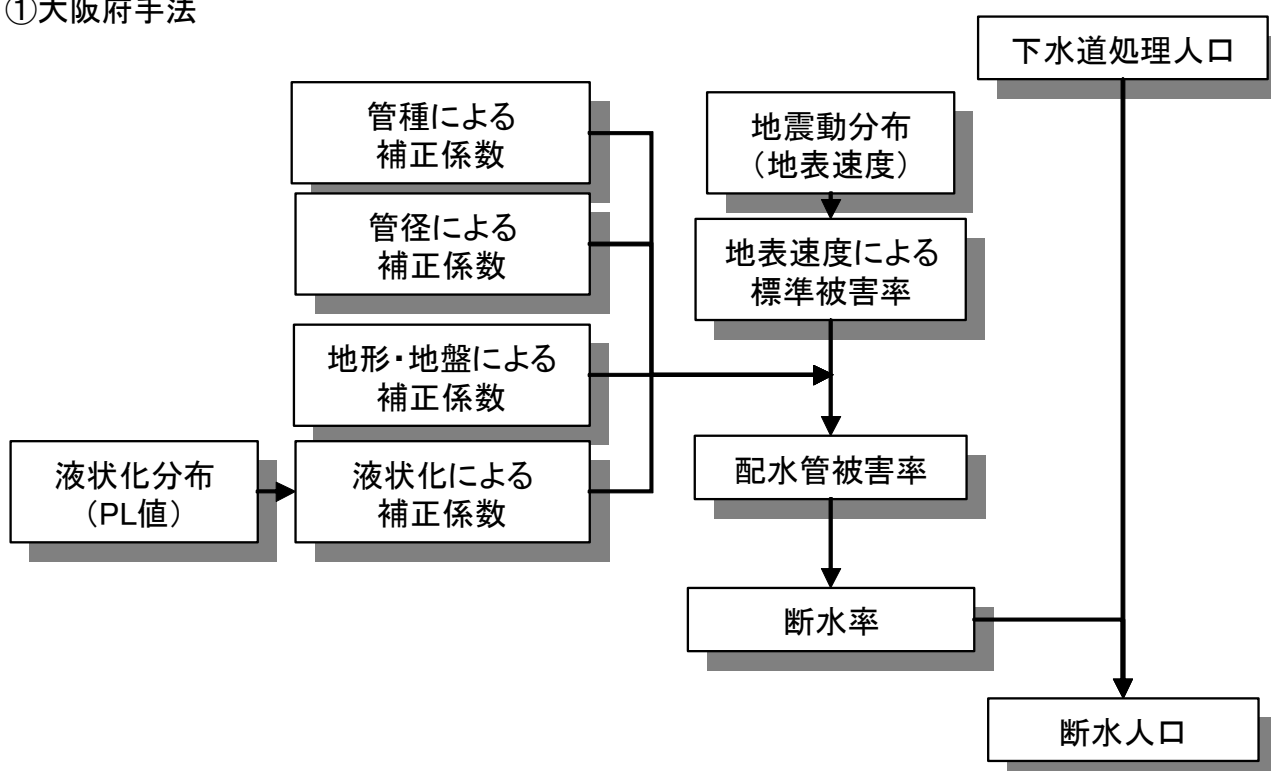 ①大阪府手法
下水道処理人口
管種による
補正係数
地震動分布
（地表速度）
管径による
補正係数
地表速度による
標準被害率
地形・地盤による
補正係数
液状化分布
（PL値）
液状化による
補正係数
配水管被害率
断水率
断水人口